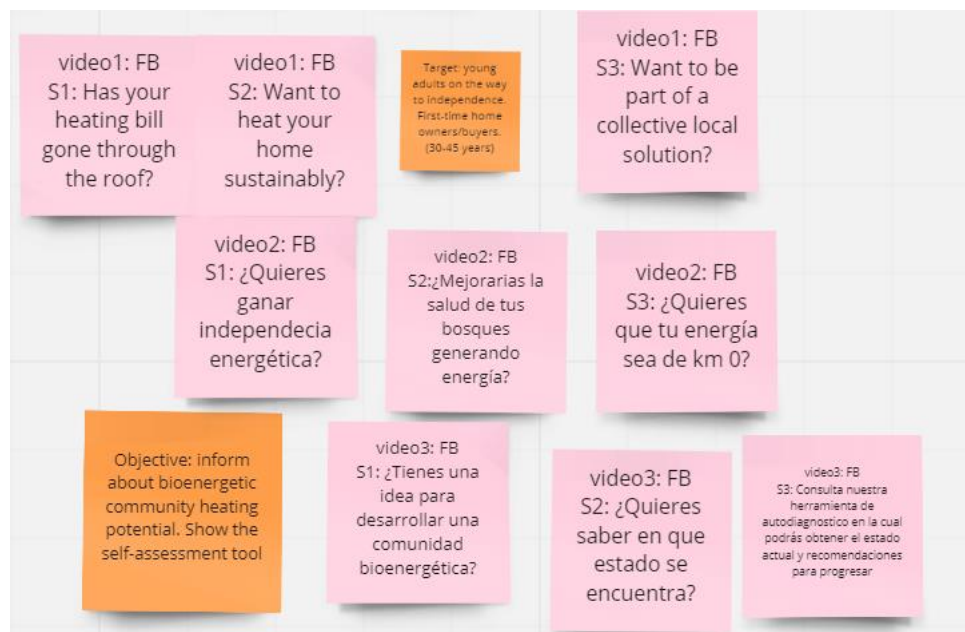 video1: FB
S1: Has your
heating bill
gone through
the roof?
video1: FB
S2: Want to
heat your
home
sustainably?
Target: young
adults on the way
to independence.
First-time home
owners/buyers.
(30-45 years)
video1: FB
S3: Want to be
part of a
collective local
solution?
video2: FB
S1: ¿Quieres
ganar
independecia
energética?
video2: FB
S2:¿Mejorarias la
salud de tus
bosques
generando
energía?
video2: FB
S3: ¿Quieres
que tu energía
sea de km 0?
Objective: inform
about bioenergetic
community heating
potential. Show the
self-assessment tool
video3: FB
S1: ¿Tienes una
idea para
desarrollar una
comunidad
bioenergética?
video3: FB
S2: ¿Quieres
saber en que
estado se
encuentra?
video3: FB
S3: Consulta nuestra
herramienta de
autodiagnostico en la cual
podrás obtener el estado
actual y recomendaciones
para progresar